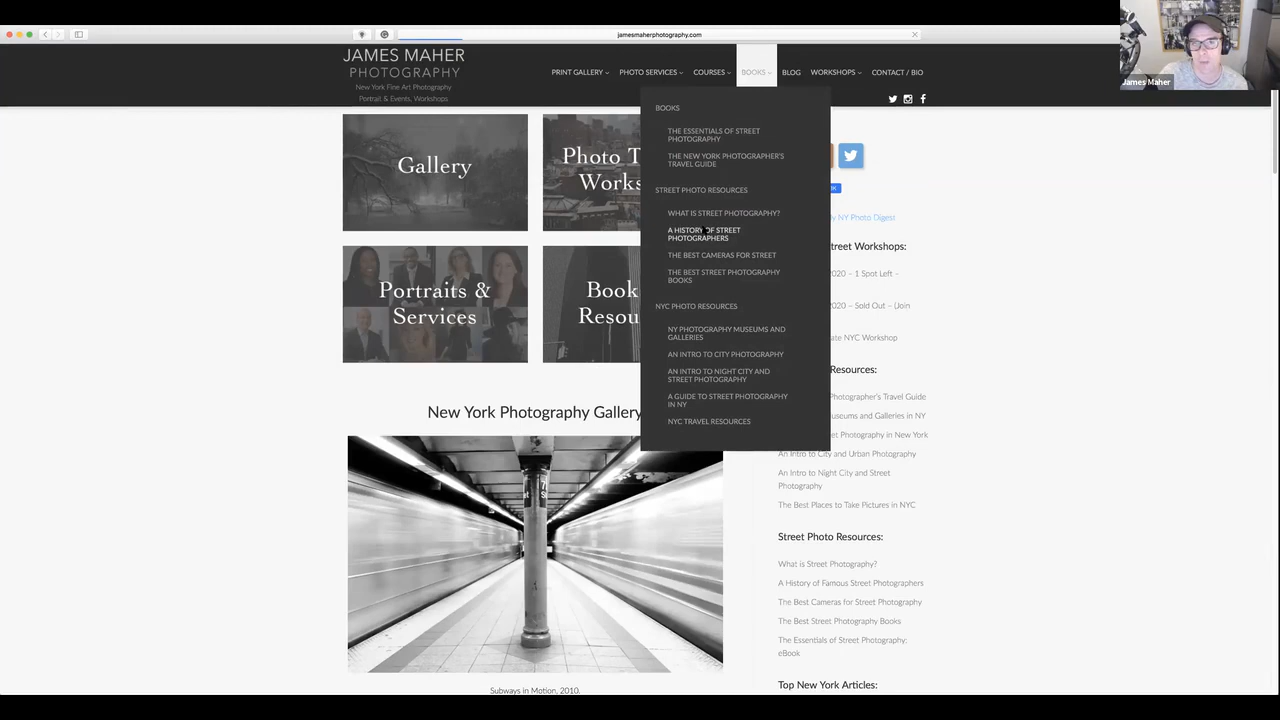 jamesmaherphotography.com
James Maher
JAMES MAHER
PHOTOGRAPHY
New York Fine Art Photography
Portrait & Events, Workshops
PRINT GALLERY
PHOTO SERVICES
COURSES
BOOKS
BLOG
WORKSHOPS
CONTACT / BIO
BOOKS
THE ESSENTIALS OF STREET
PHOTOGRAPHY
THE NEW YORK PHOTOGRAPHER'S
TRAVEL GUIDE
STREET PHOTO RESOURCES
WHAT IS STREET PHOTOGRAPHY?
A HISTORY OF STREET
PHOTOGRAPHERS
THE BEST CAMERAS FOR STREET
THE BEST STREET PHOTOGRAPHY
BOOKS
NYC PHOTO RESOURCES
NY PHOTOGRAPHY MUSEUMS AND
GALLERIES
AN INTRO TO CITY PHOTOGRAPHY
AN INTRO TO NIGHT CITY AND
STREET PHOTOGRAPHY
A GUIDE TO STREET PHOTOGRAPHY
IN NY
NYC TRAVEL RESOURCES
Gallery
Photo T
Works
Portraits &
Services
Book
Resou
New York Photography Gallery
Subways in Motion, 2010.
NY Photo Digest
treet Workshops:
2020 – 1 Spot Left –
2020 – Sold Out – (Join
ate NYC Workshop
Resources:
Photographer's Travel Guide
useums and Galleries in NY
eet Photography in New York
An Intro to City and Urban Photography
An Intro to Night City and Street
Photography
The Best Places to Take Pictures in NYC
Street Photo Resources:
What is Street Photography?
A History of Famous Street Photographers
The Best Cameras for Street Photography
The Best Street Photography Books
The Essentials of Street Photography:
eBook
Top New York Articles: